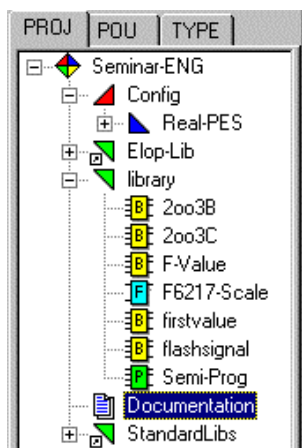 PROJ POU TYPE
Seminar-ENG
Config
Real-PES
Elop-Lib
library
B 2oo3B
B 2oo3C
B F-Value
F F6217-Scale
B firstvalue
B flashsignal
P Semi-Prog
Documentation
StandardLibs